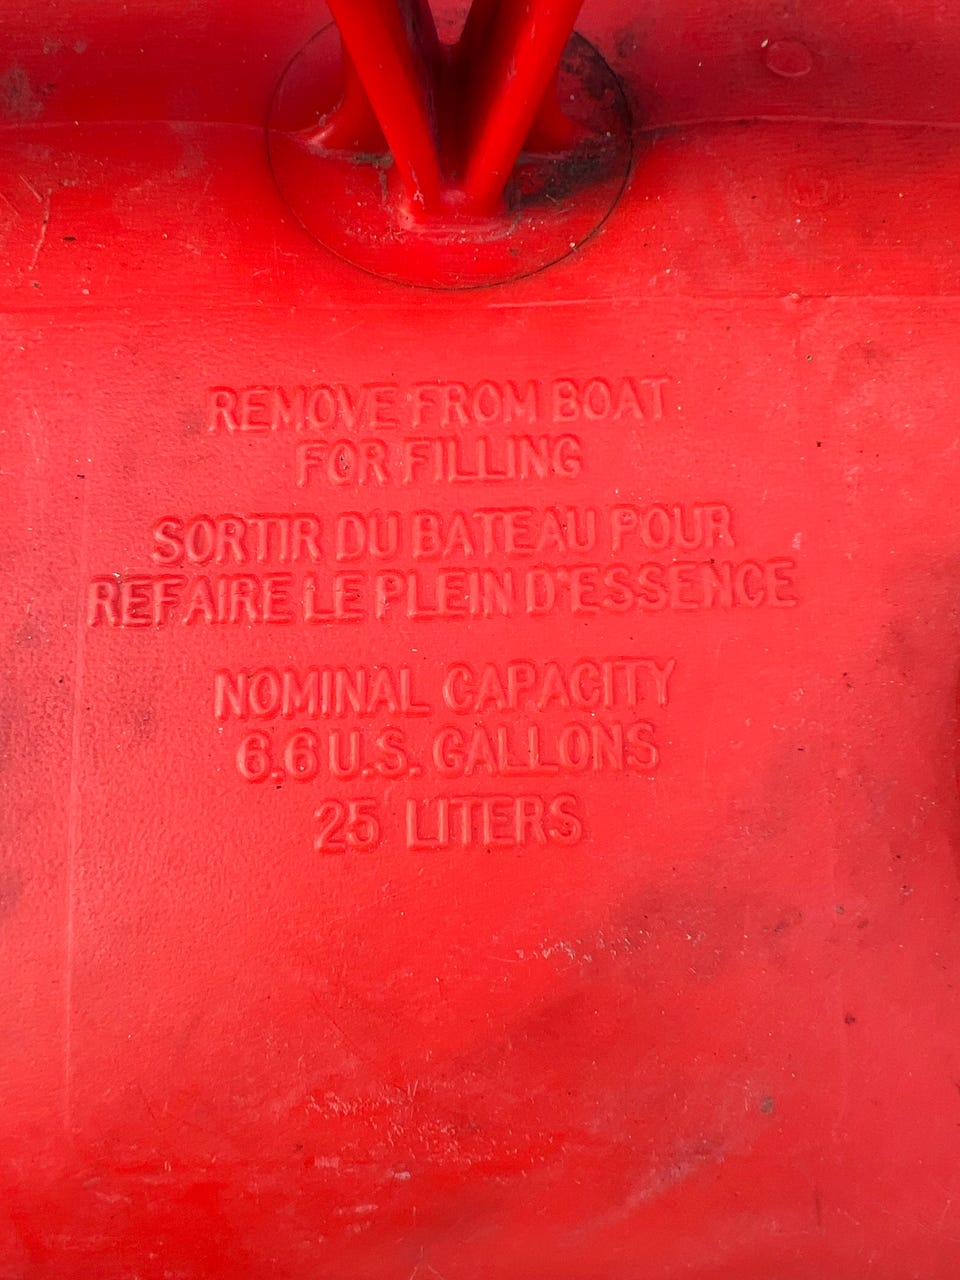 REMOVE FROM BOAT
FOR FILLING
SORTIR DU BATEAU POUR
REFAIRE LE PLEIN D'ESSENCE
NOMINAL CAPACITY
6.6 U.S. GALLONS
25 LITERS